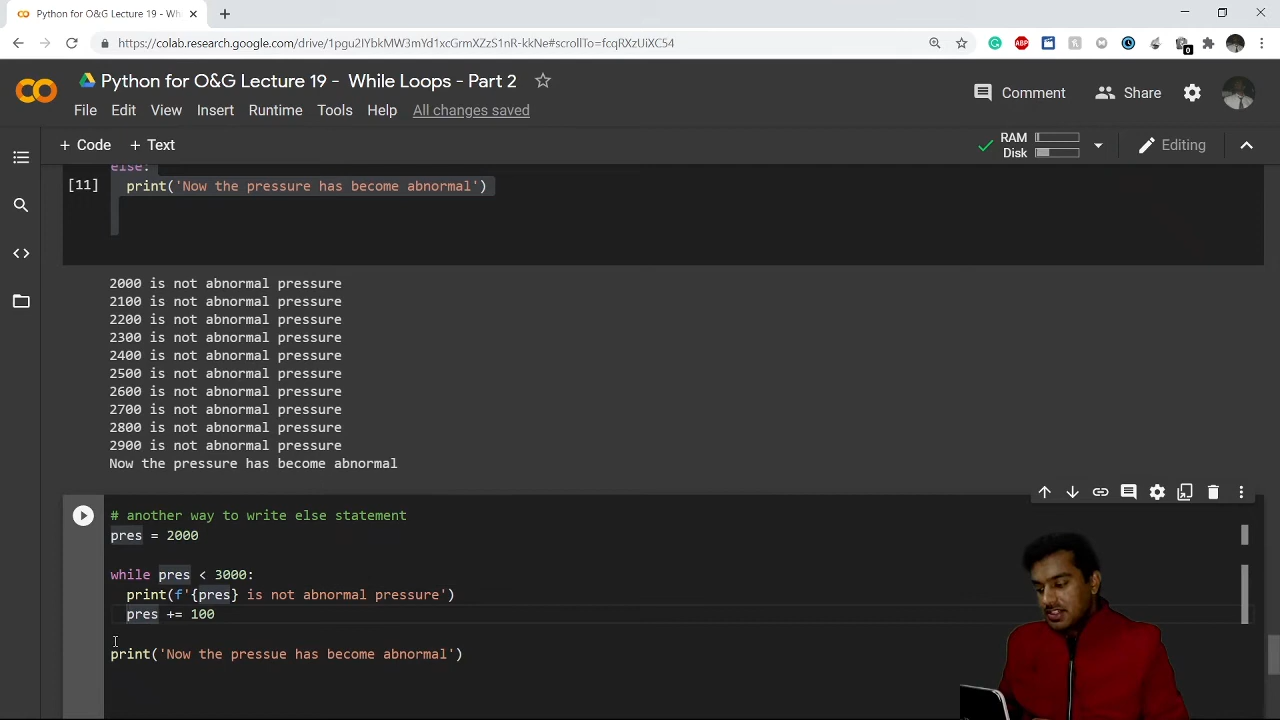 Python for O&G Lecture 19 - Wh
https://colab.research.google.com/drive/1pgu2IYbkMW3mYd1xcGrmXZzS1nR-kkNe#scrollTo=fcqRXzUiXC54
Python for O&G Lecture 19 - While Loops - Part 2
File Edit View Insert Runtime Tools Help All changes saved
Comment Share
+ Code + Text
RAM
Disk
Editing
else:
[11] print('Now the pressure has become abnormal')
2000 is not abnormal pressure
2100 is not abnormal pressure
2200 is not abnormal pressure
2300 is not abnormal pressure
2400 is not abnormal pressure
2500 is not abnormal pressure
2600 is not abnormal pressure
2700 is not abnormal pressure
2800 is not abnormal pressure
2900 is not abnormal pressure
Now the pressure has become abnormal
# another way to write else statement
pres = 2000
while pres < 3000:
print(f'{pres} is not abnormal pressure')
pres += 100
print('Now the pressue has become abnormal')